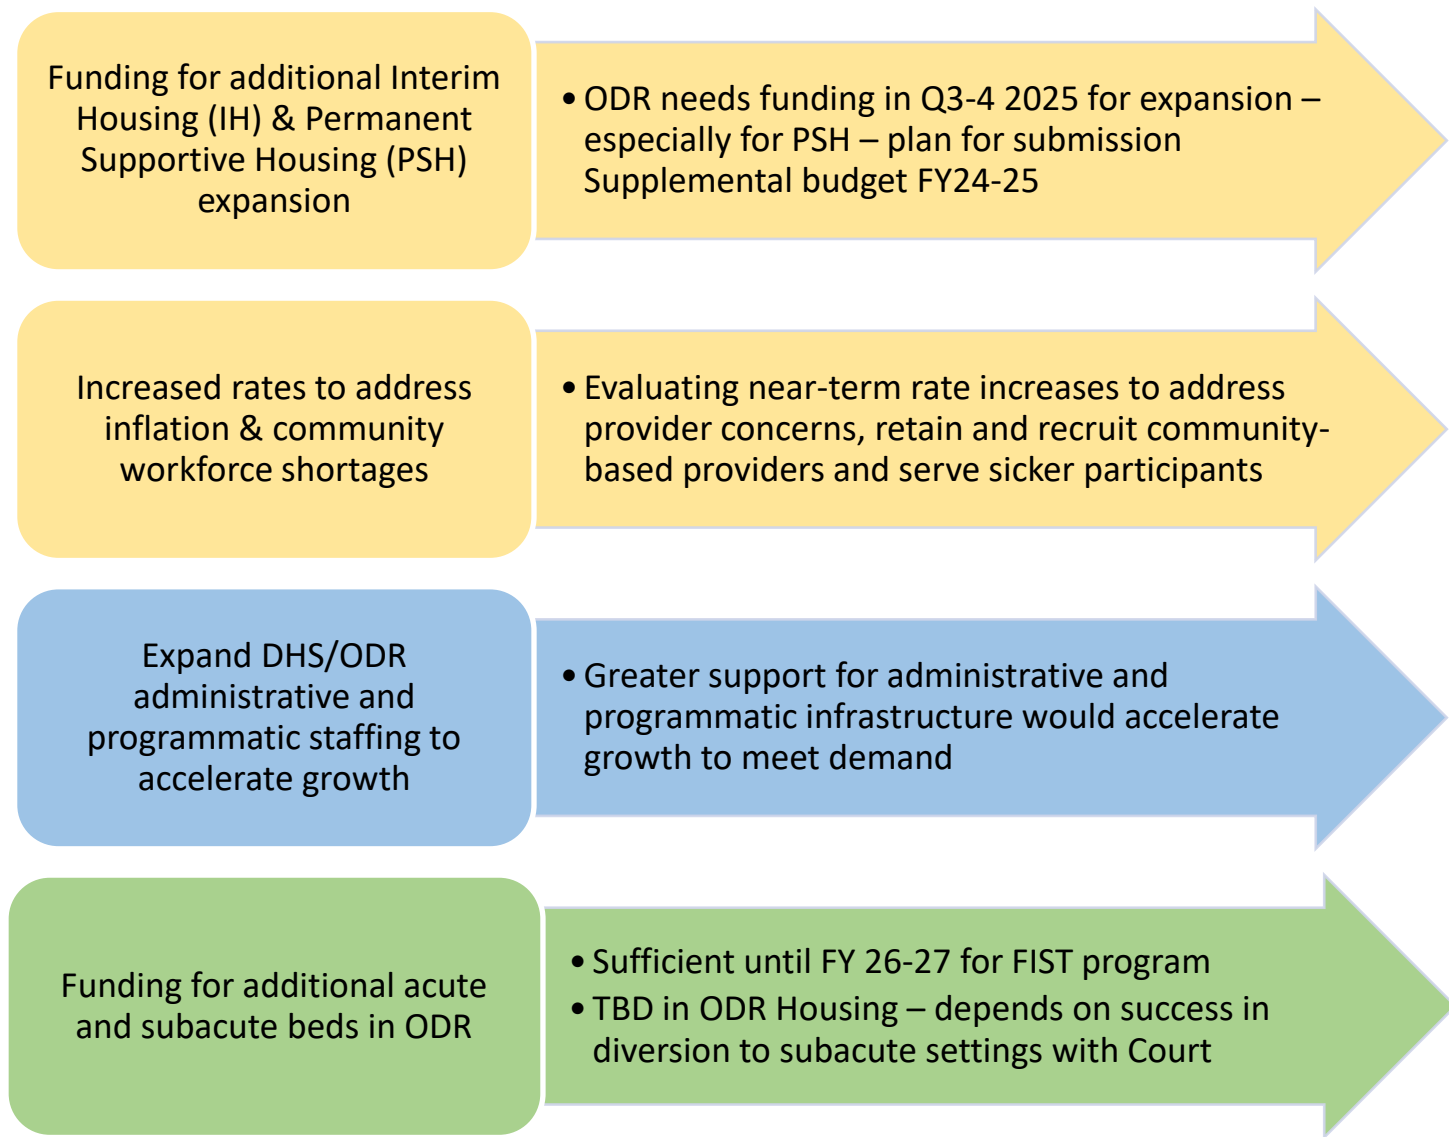 Funding for additional Interim
Housing (IH) & Permanent
Supportive Housing (PSH)
expansion
• ODR needs funding in Q3-4 2025 for expansion –
especially for PSH – plan for submission
Supplemental budget FY24-25
Increased rates to address
inflation & community
workforce shortages
• Evaluating near-term rate increases to address
provider concerns, retain and recruit community-
based providers and serve sicker participants
Expand DHS/ODR
administrative and
programmatic staffing to
accelerate growth
• Greater support for administrative and
programmatic infrastructure would accelerate
growth to meet demand
Funding for additional acute
and subacute beds in ODR
• Sufficient until FY 26-27 for FIST program
• TBD in ODR Housing – depends on success in
diversion to subacute settings with Court